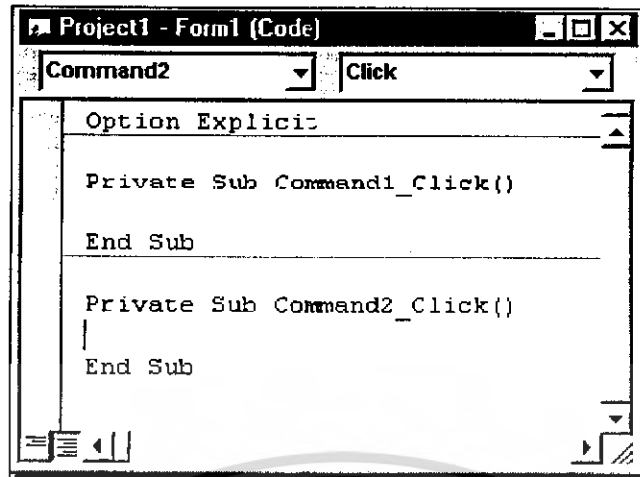 Project1 - Form1 (Code)
Command2 Click
Option Explicit
Private Sub Command1_Click()
End Sub
Private Sub Command2_Click()
End Sub